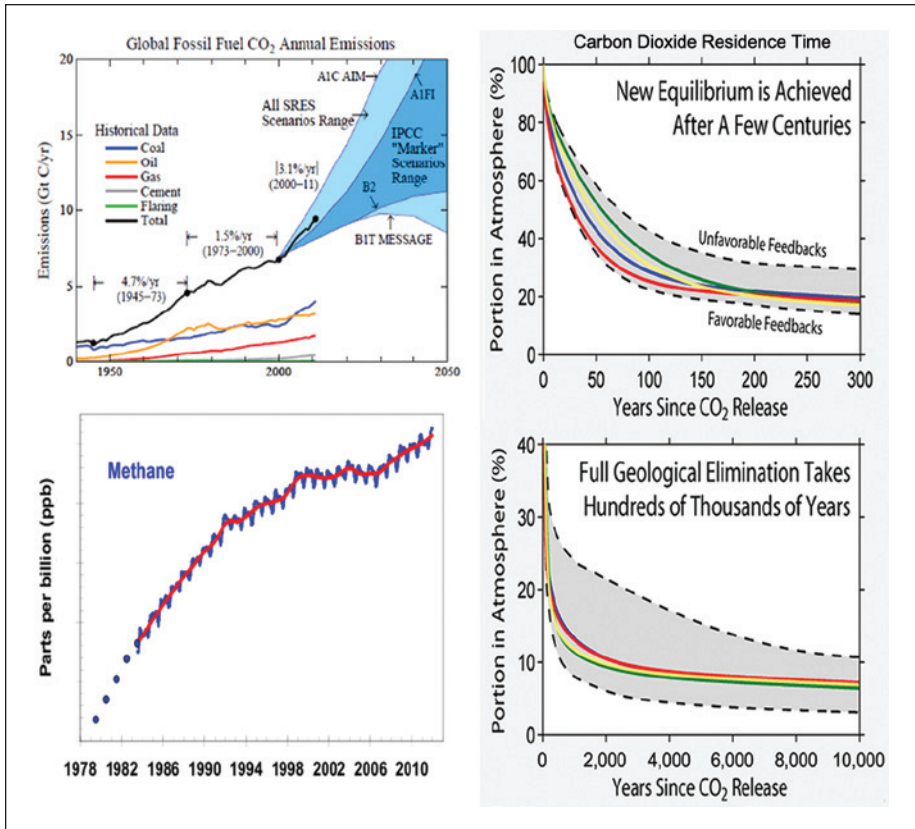 Global Fossil Fuel CO2 Annual Emissions
20
15
10
5
0
Emissions (Gt C/yr)
Historical Data
Coal
Oil
Gas
Cement
Flaring
Total
A1C AIM
A1FI
All SRES
Scenarios Range
IPCC
"Marker"
Scenarios
Range
3.1%/yr
(2000–11)
B2
1.5%/yr
(1973–2000)
B1T MESSAGE
4.7%/yr
(1945–73)
1950
2000
2050
Carbon Dioxide Residence Time
100
80
60
40
20
0
Portion in Atmosphere (%)
New Equilibrium is Achieved
After A Few Centuries
Unfavorable Feedbacks
Favorable Feedbacks
0 50 100 150 200 250 300
Years Since CO2 Release
Methane
Parts per billion (ppb)
1978 1982 1986 1990 1994 1998 2002 2006 2010
40
30
20
10
0
Portion in Atmosphere (%)
Full Geological Elimination Takes
Hundreds of Thousands of Years
0 2,000 4,000 6,000 8,000 10,000
Years Since CO2 Release